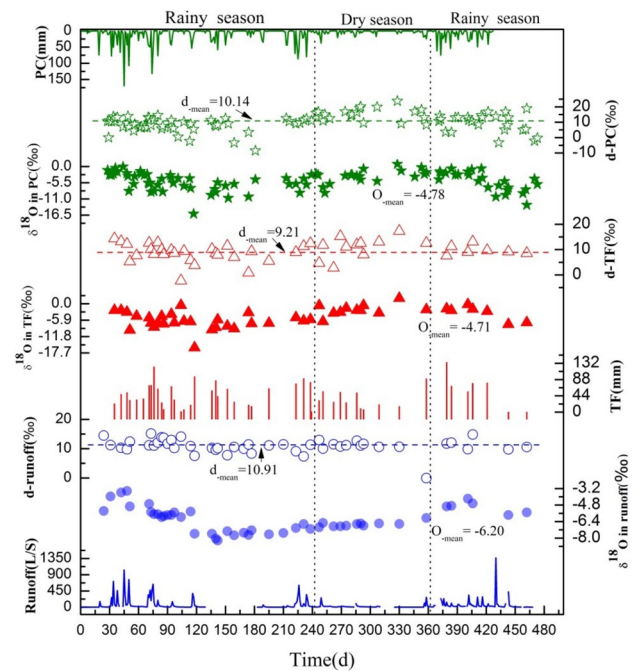 Rainy season
Dry season
Rainy season
PC(mm)
0
50
100
150
d-mean=10.14
20
10
0
-10
d-PC(‰)
δ18O in PC(‰)
0.0
-5.5
-11.0
-16.5
O-mean = -4.78
d-mean=9.21
20
10
0
d-TF(‰)
δ18O in TF(‰)
0.0
-5.9
-11.8
-17.7
O-mean = -4.71
132
88
44
0
TF(mm)
d-runoff(‰)
20
10
0
d-mean=10.91
-3.2
-4.8
-6.4
-8.0
δ18O in runoff(‰)
O-mean = -6.20
Runoff(L/S)
1350
900
450
0
0 30 60 90 120 150 180 210 240 270 300 330 360 390 420 450 480
Time(d)